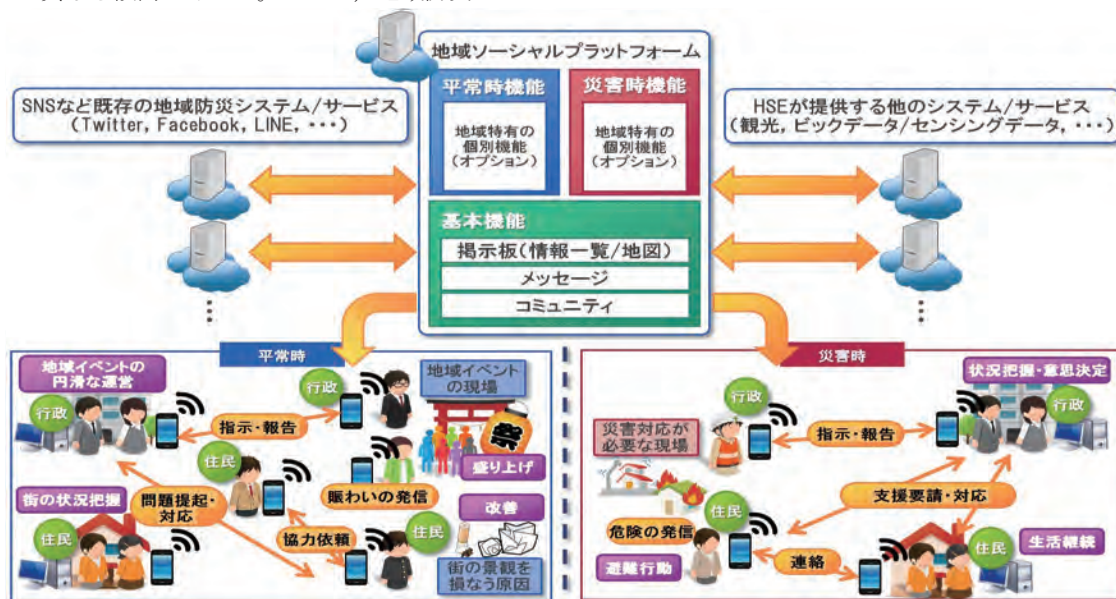 地域ソーシャルプラットフォーム
平常時機能
災害時機能
地域特有の
個別機能
(オプション)
地域特有の
個別機能
(オプション)
SNSなど既存の地域防災システム/サービス
(Twitter, Facebook, LINE, ・・・)
HSEが提供する他のシステム/サービス
(観光, ビックデータ/センシングデータ, ・・・)
基本機能
掲示板(情報一覧/地図)
メッセージ
コミュニティ
平常時
地域イベントの
円滑な運営
行政
行政
指示・報告
地域イベント
の現場
祭
盛り上げ
住民
賑わいの発信
街の状況把握
問題提起・
対応
改善
住民
協力依頼
住民
街の景観を
損なう原因
災害時
状況把握・意思決定
行政
行政
指示・報告
災害対応が
必要な現場
支援要請・対応
住民
危険の発信
避難行動
連絡
住民
生活継続